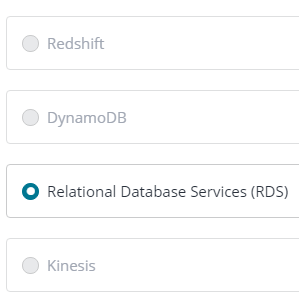 Redshift
DynamoDB
Relational Database Services (RDS)
Kinesis